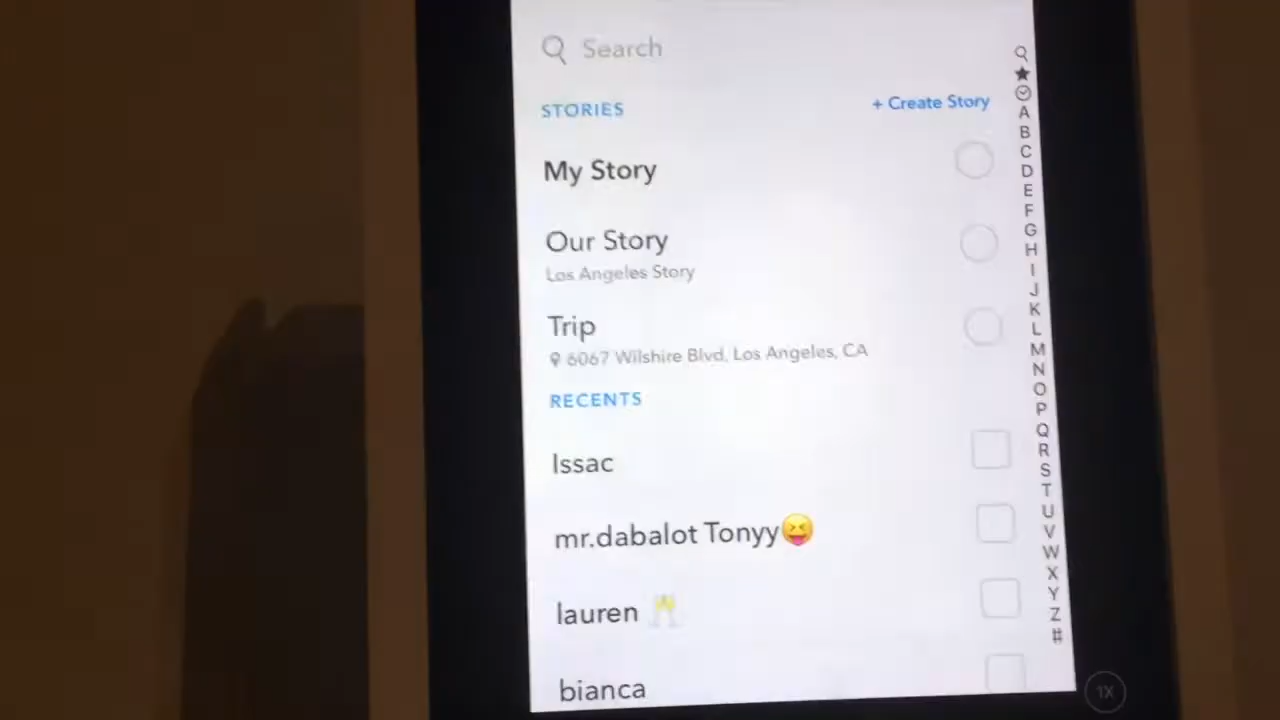 Search
STORIES
+ Create Story
My Story
Our Story
Los Angeles Story
Trip
6067 Wilshire Blvd, Los Angeles, CA
RECENTS
Issac
mr.dabalot Tonyy😝
lauren 🥂
bianca
A
B
C
D
E
F
G
H
I
J
K
L
M
N
O
P
Q
R
S
T
U
V
W
X
Y
Z
#
1X